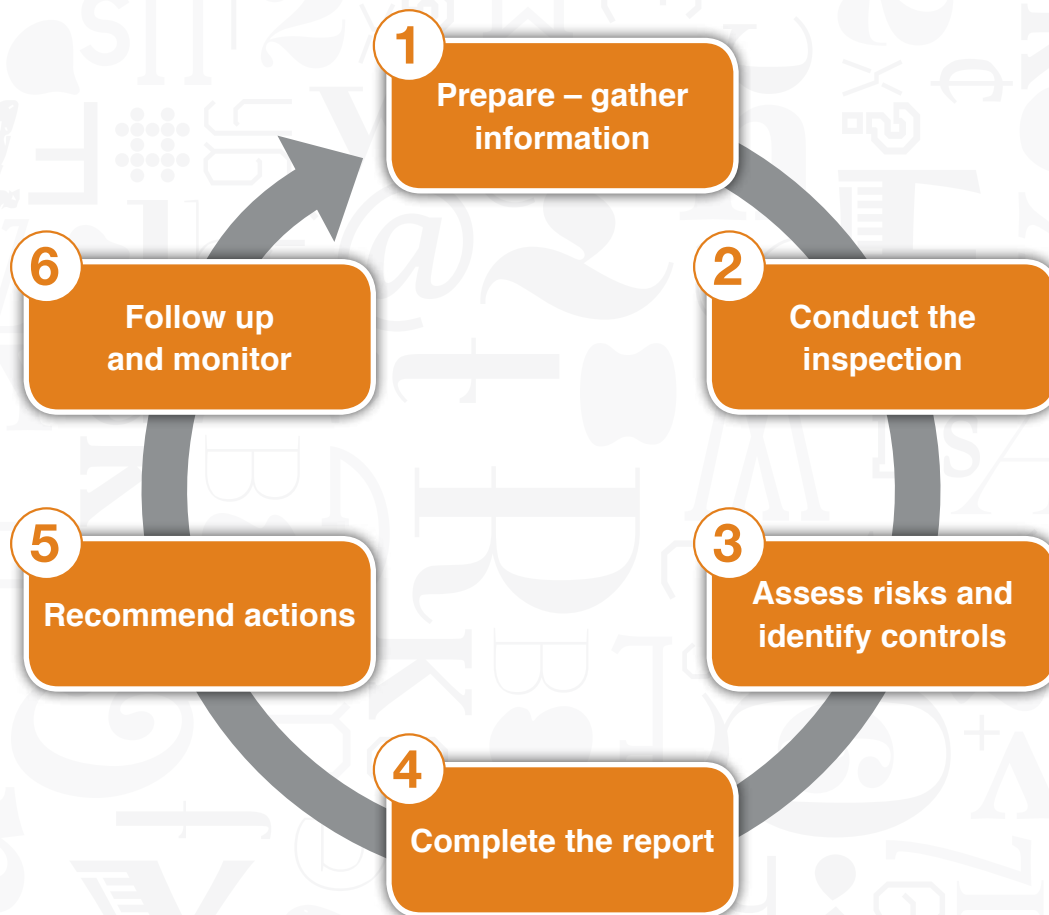 1
Prepare – gather
information
2
Conduct the
inspection
3
Assess risks and
identify controls
4
Complete the report
5
Recommend actions
6
Follow up
and monitor